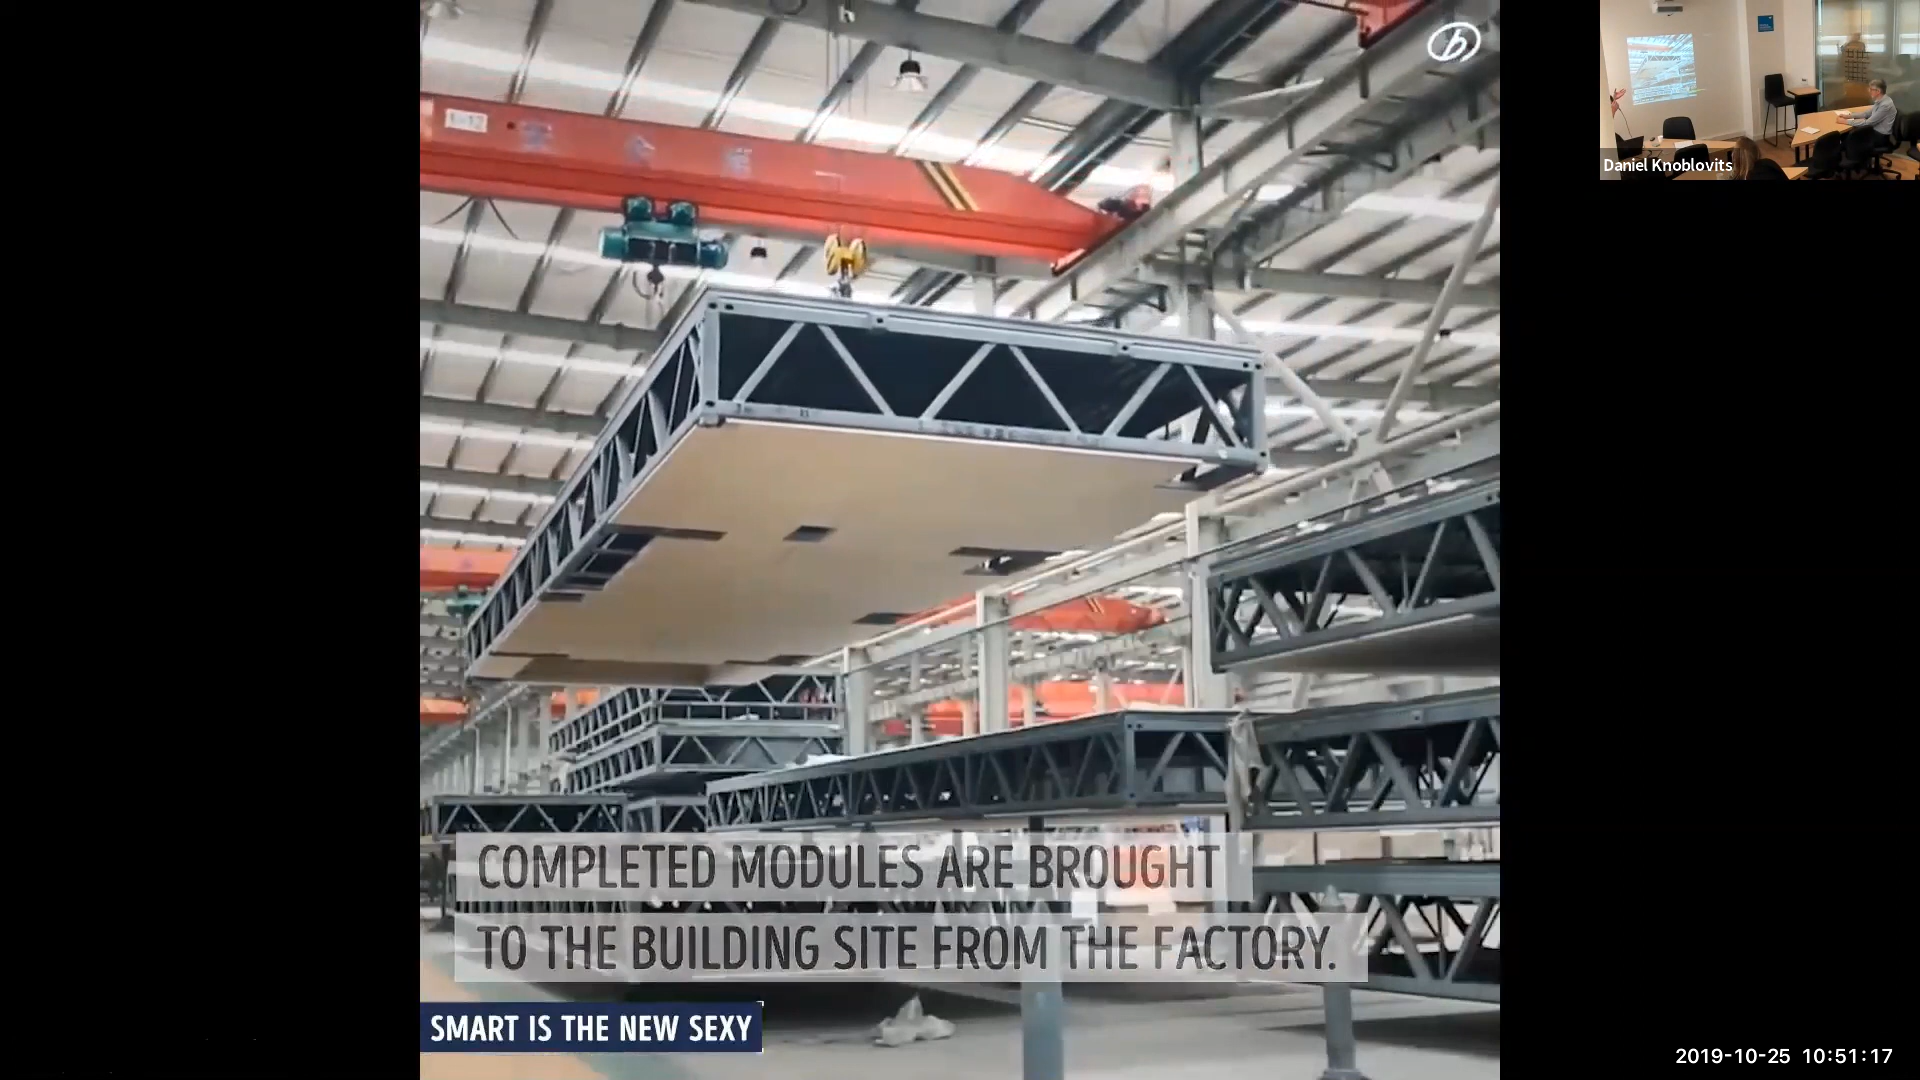 Daniel Knoblovits
COMPLETED MODULES ARE BROUGHT
TO THE BUILDING SITE FROM THE FACTORY.
SMART IS THE NEW SEXY
2019-10-25 10:51:17